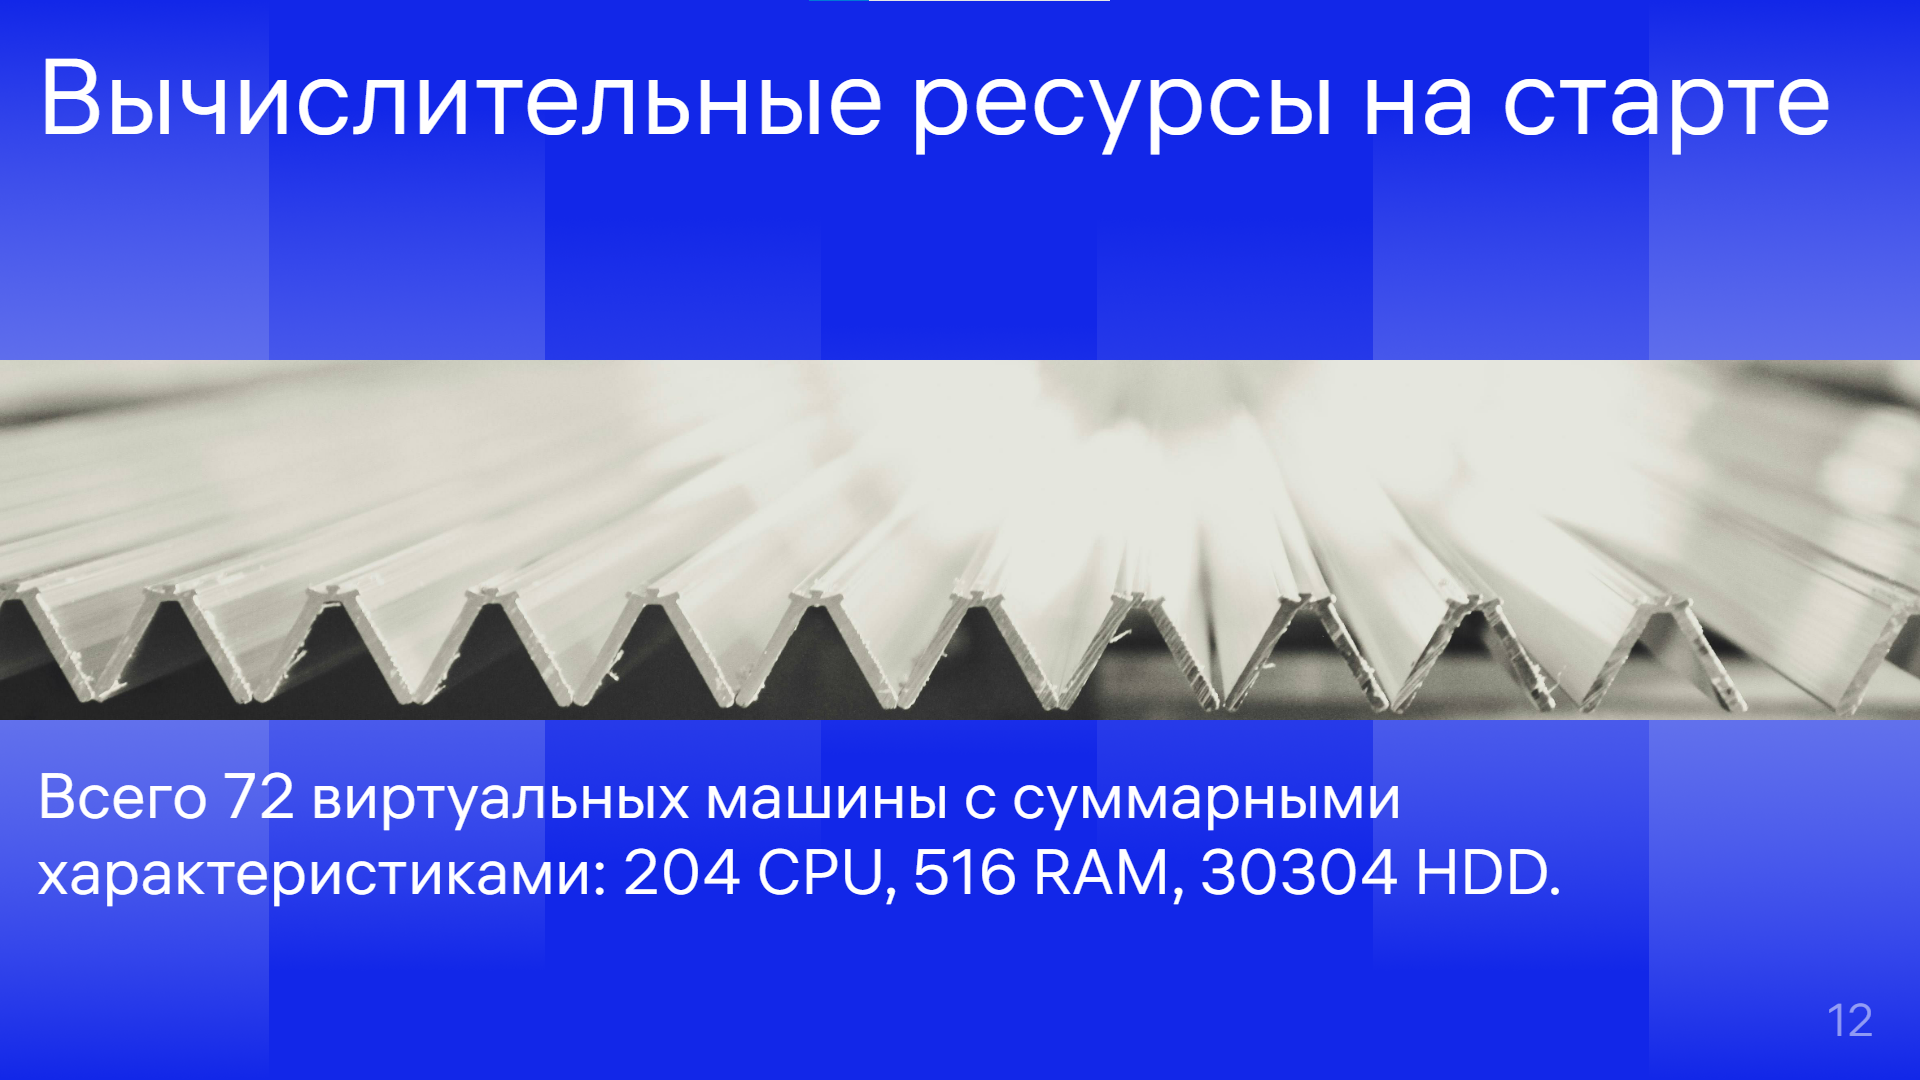 Вычислительные ресурсы на старте
Всего 72 виртуальных машины с суммарными
характеристиками: 204 CPU, 516 RAM, 30304 HDD.
12